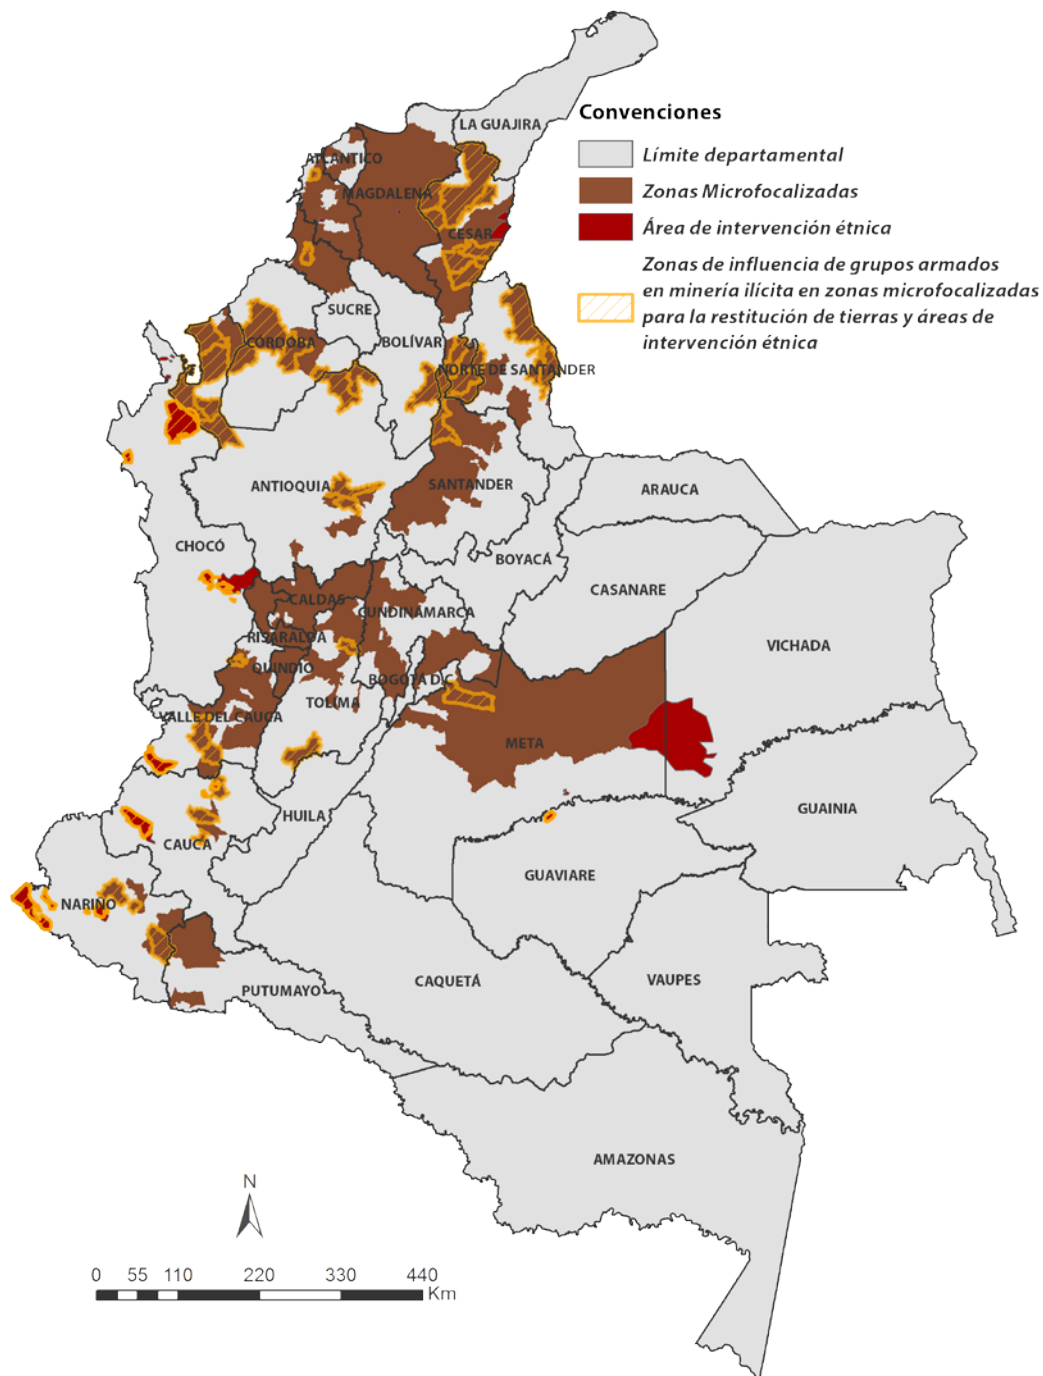 LA GUAJIRA
Convenciones
Límite departamental
Zonas Microfocalizadas
Área de intervención étnica
Zonas de influencia de grupos armados
en minería ilícita en zonas microfocalizadas
para la restitución de tierras y áreas de
intervención étnica
ATLANTICO
MAGDALENA
CESAR
SUCRE
CORDOBA
BOLÍVAR
NORTE DE SANTANDER
ANTIOQUIA
SANTANDER
ARAUCA
CHOCÓ
BOYACÁ
CASANARE
CALDAS
CUNDINAMARCA
RISARALDA
VICHADA
QUINDIO
BOGOTÁ D.C
TOLIMA
VALLE DEL CAUCA
META
GUAINIA
HUILA
CAUCA
GUAVIARE
NARIÑO
CAQUETÁ
VAUPES
PUTUMAYO
AMAZONAS
N
0 55 110 220 330 440
Km